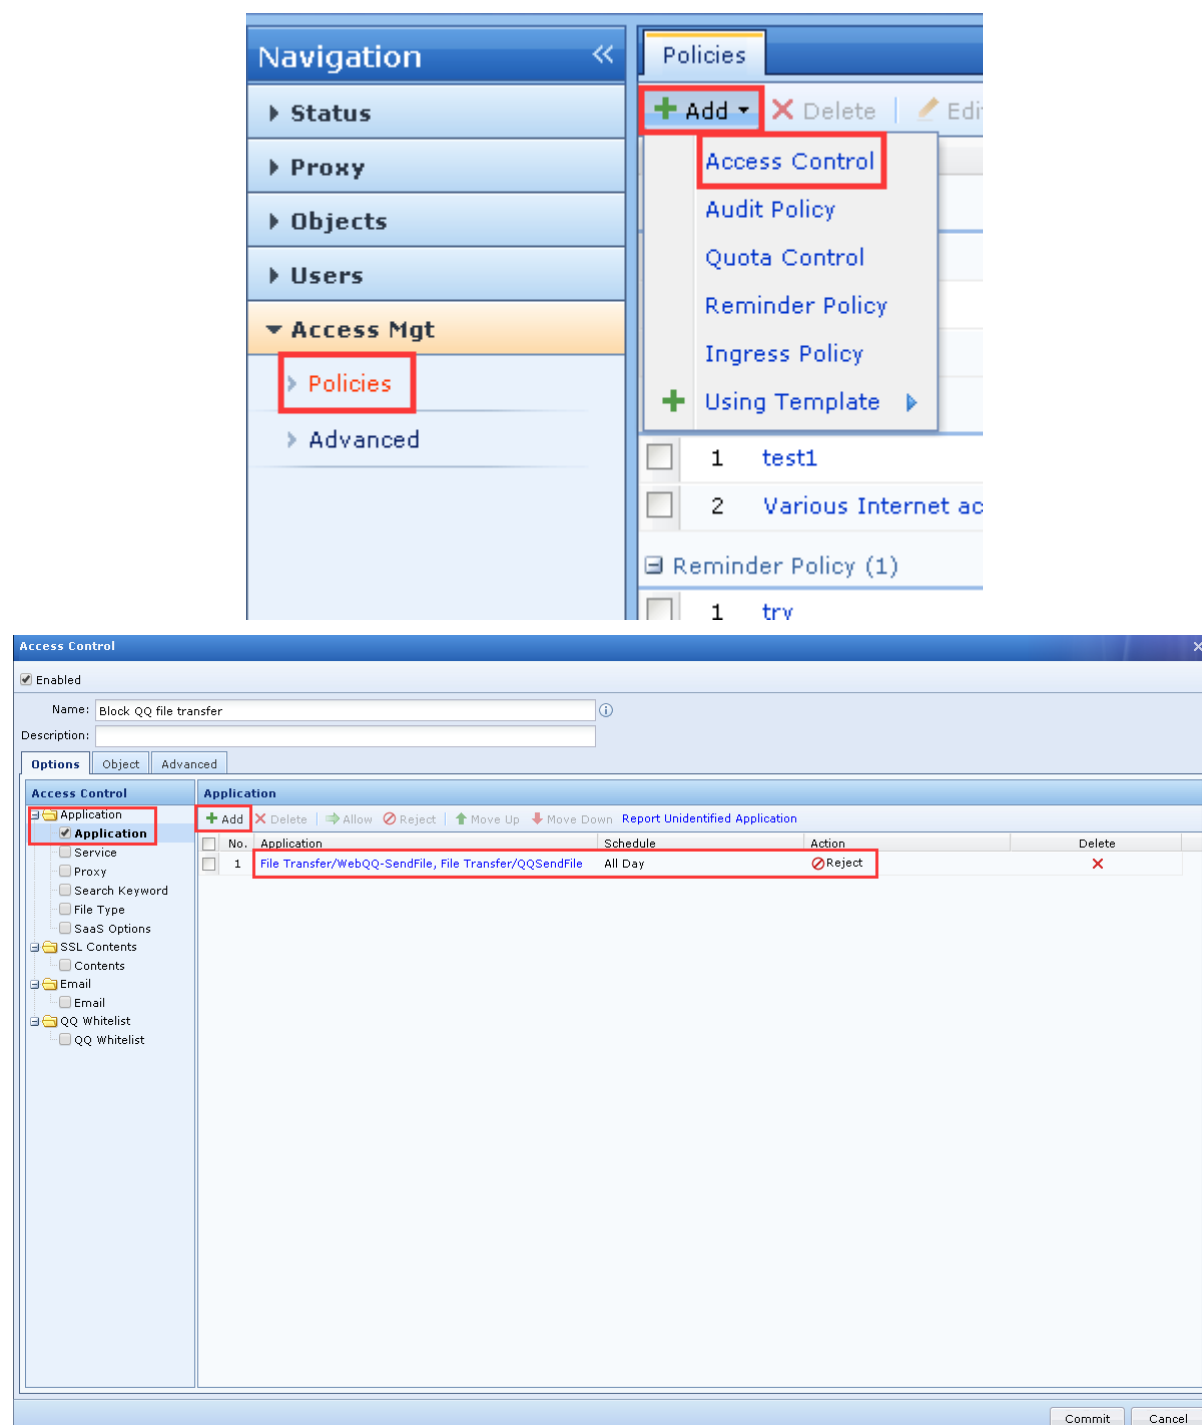 Navigation
Status
Proxy
Objects
Users
Access Mgt
Policies
Advanced
Policies
Add Delete Edi
Access Control
Audit Policy
Quota Control
Reminder Policy
Ingress Policy
Using Template
1 test1
2 Various Internet ac
Reminder Policy (1)
1 try
Access Control
Enabled
Name: Block QQ file transfer
Description:
Options Object Advanced
Access Control
Application
Application
Service
Proxy
Search Keyword
File Type
SaaS Options
SSL Contents
Contents
Email
Email
QQ Whitelist
QQ Whitelist
Application
Add Delete Allow Reject Move Up Move Down Report Unidentified Application
No. Application Schedule Action Delete
1 File Transfer/WebQQ-SendFile, File Transfer/QQSendFile All Day Reject
Commit Cancel